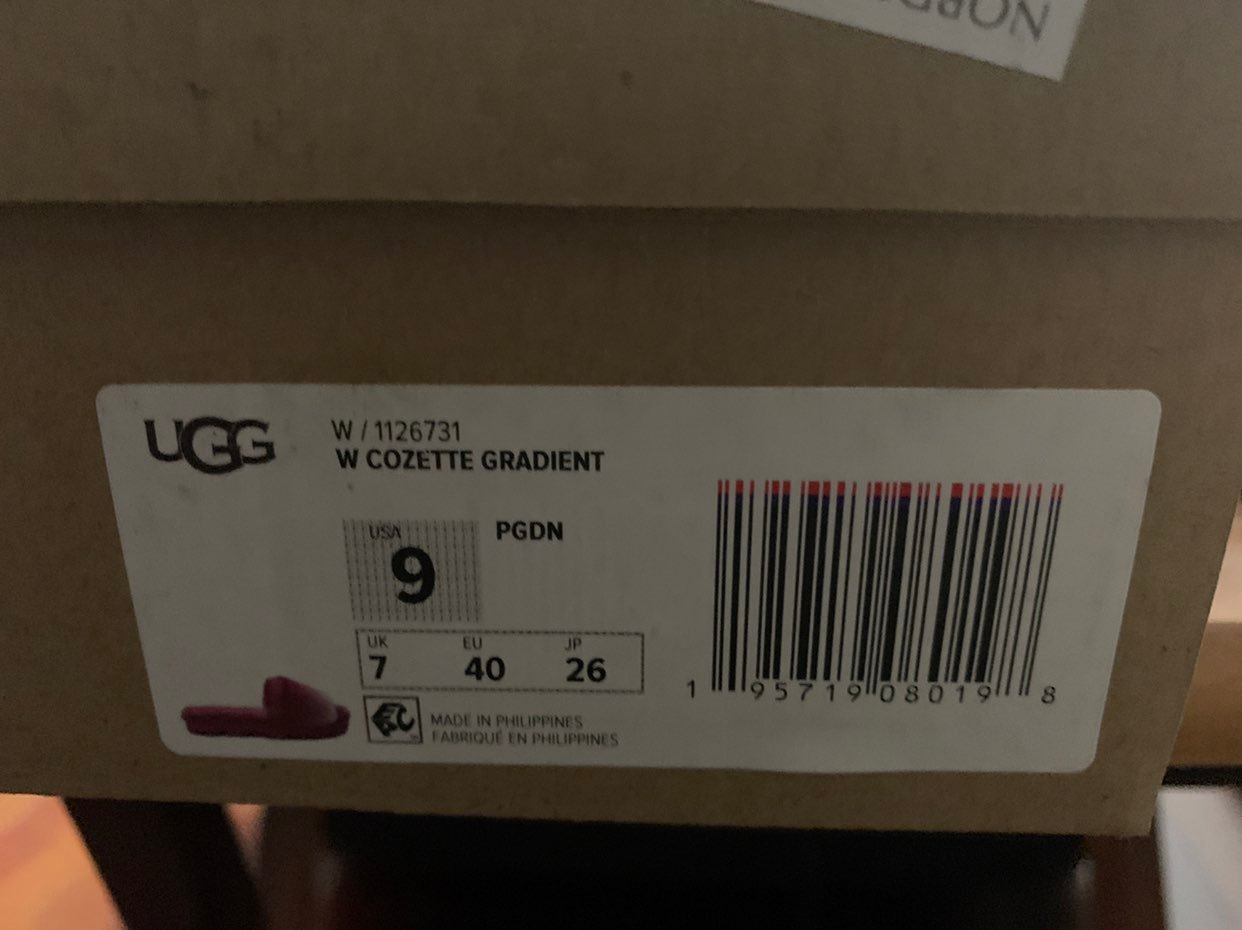 NORD
UGG
W / 1126731
W COZETTE GRADIENT
USA
9
PGDN
UK EU JP
7 40 26
MADE IN PHILIPPINES
FABRIQUÉ EN PHILIPPINES
1 95719 08019 8